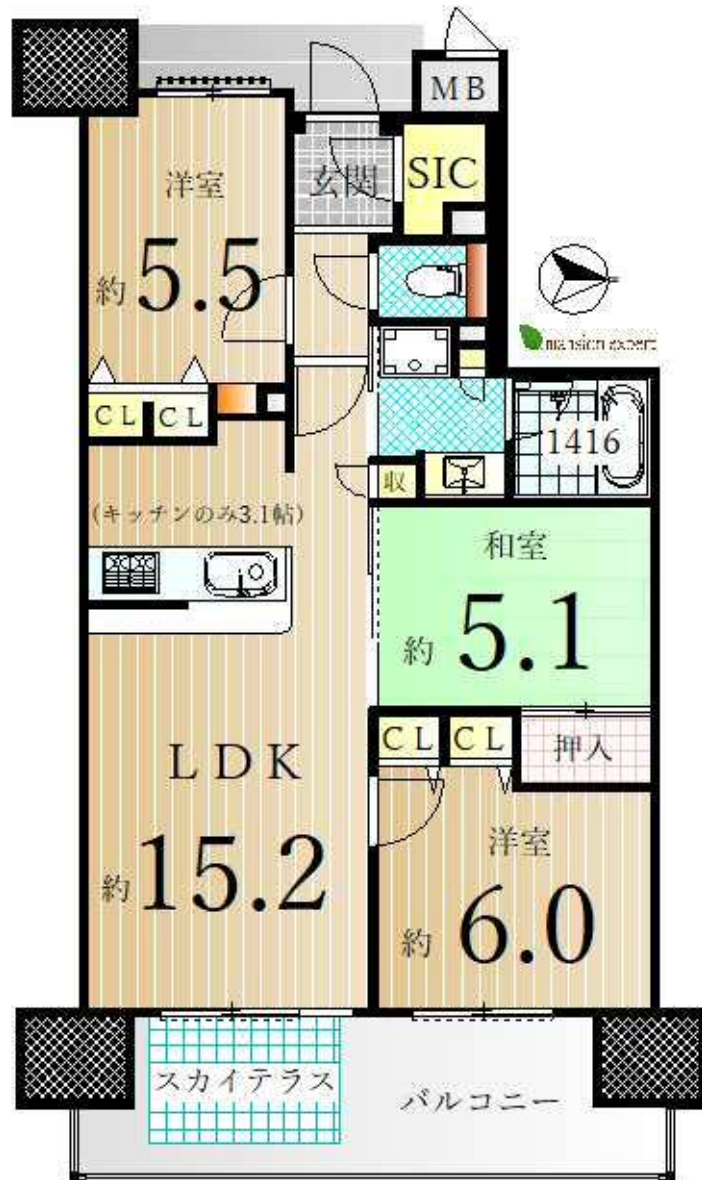 MB
洋室
約5.5
玄関
SIC
mansion expert
CL
CL
1416
収
(キッチンのみ3.1帖)
和室
約5.1
CL
CL
押入
LDK
約15.2
洋室
約6.0
スカイテラス
バルコニー